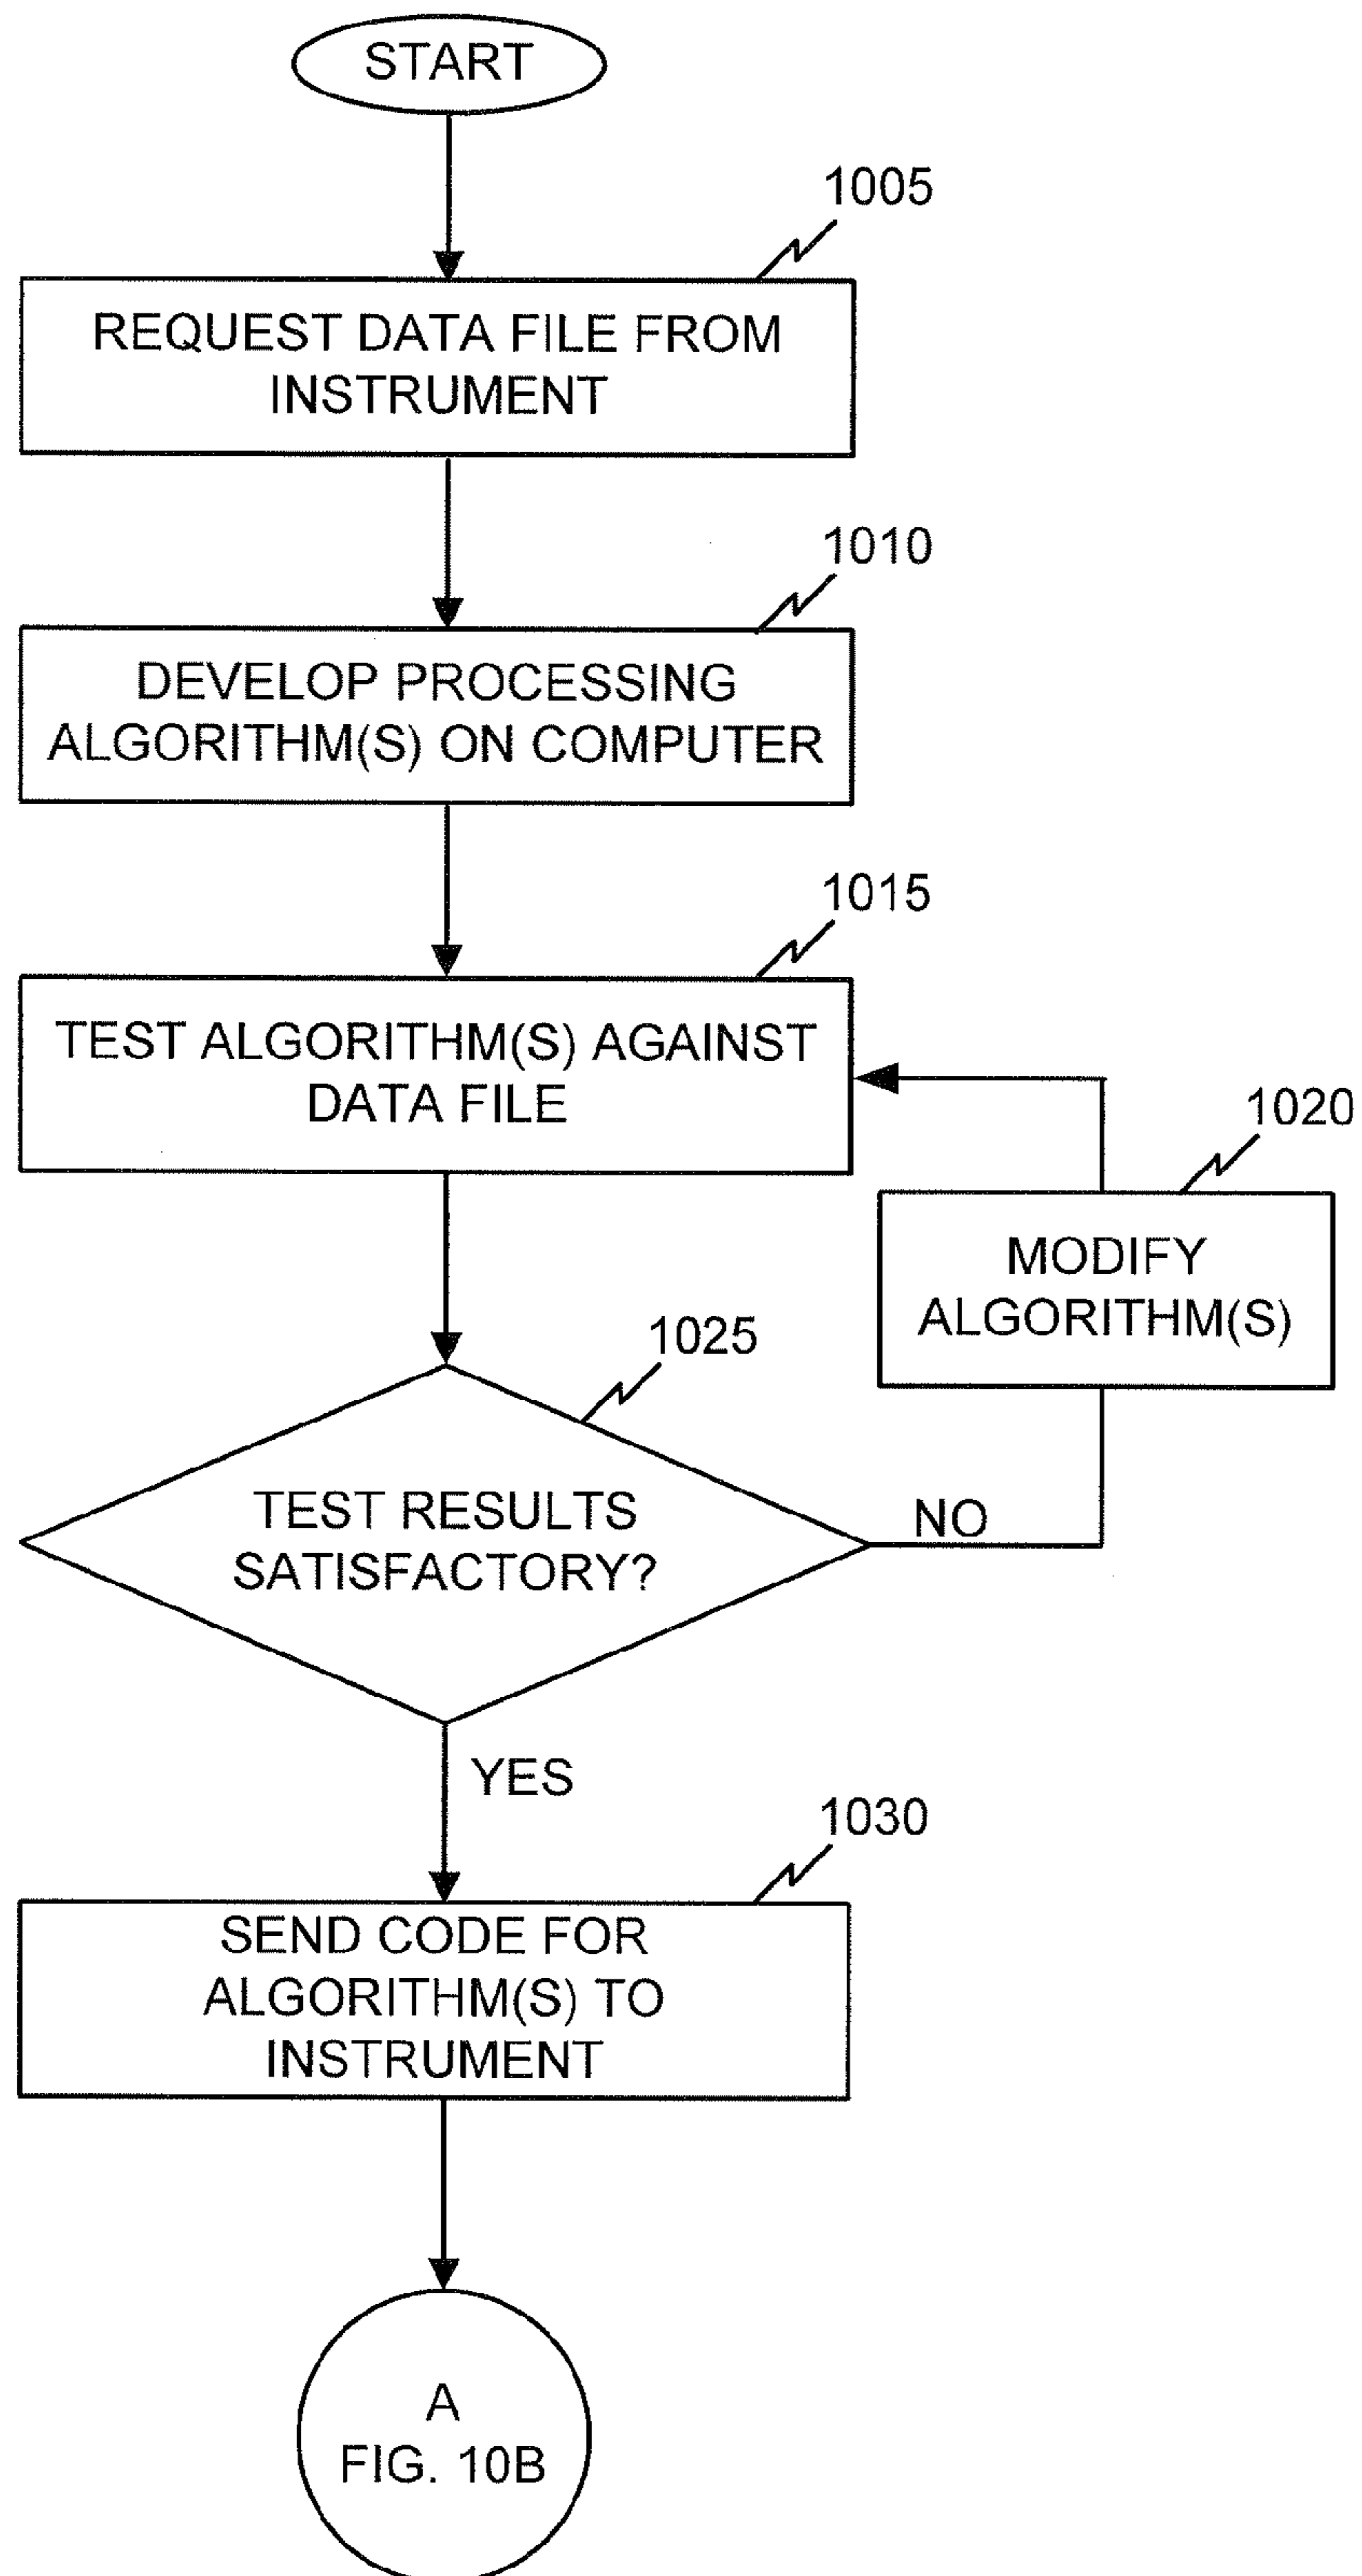 START
1005
REQUEST DATA FILE FROM
INSTRUMENT
1010
DEVELOP PROCESSING
ALGORITHM(S) ON COMPUTER
1015
TEST ALGORITHM(S) AGAINST
DATA FILE
1020
MODIFY
ALGORITHM(S)
1025
TEST RESULTS
SATISFACTORY?
NO
YES
1030
SEND CODE FOR
ALGORITHM(S) TO
INSTRUMENT
A
FIG. 10B